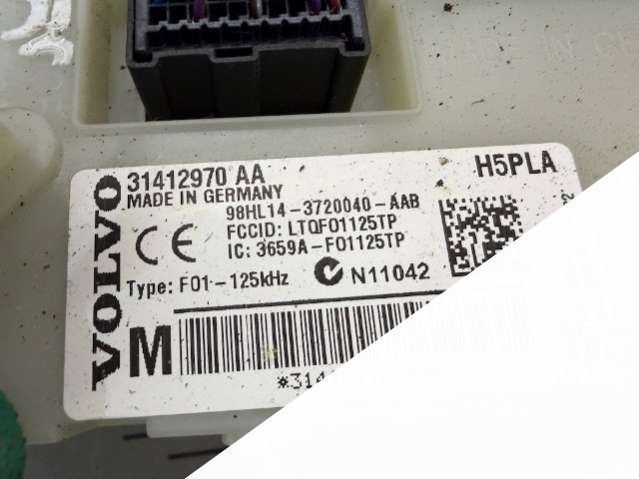 VOLVO
31412970 AA
H5PLA
MADE IN GERMANY
98HL14-3720040-AAB
FCCID: LTQF01125TP
IC: 3659A-F01125TP
CE
Type: F01-125kHz
N11042
M